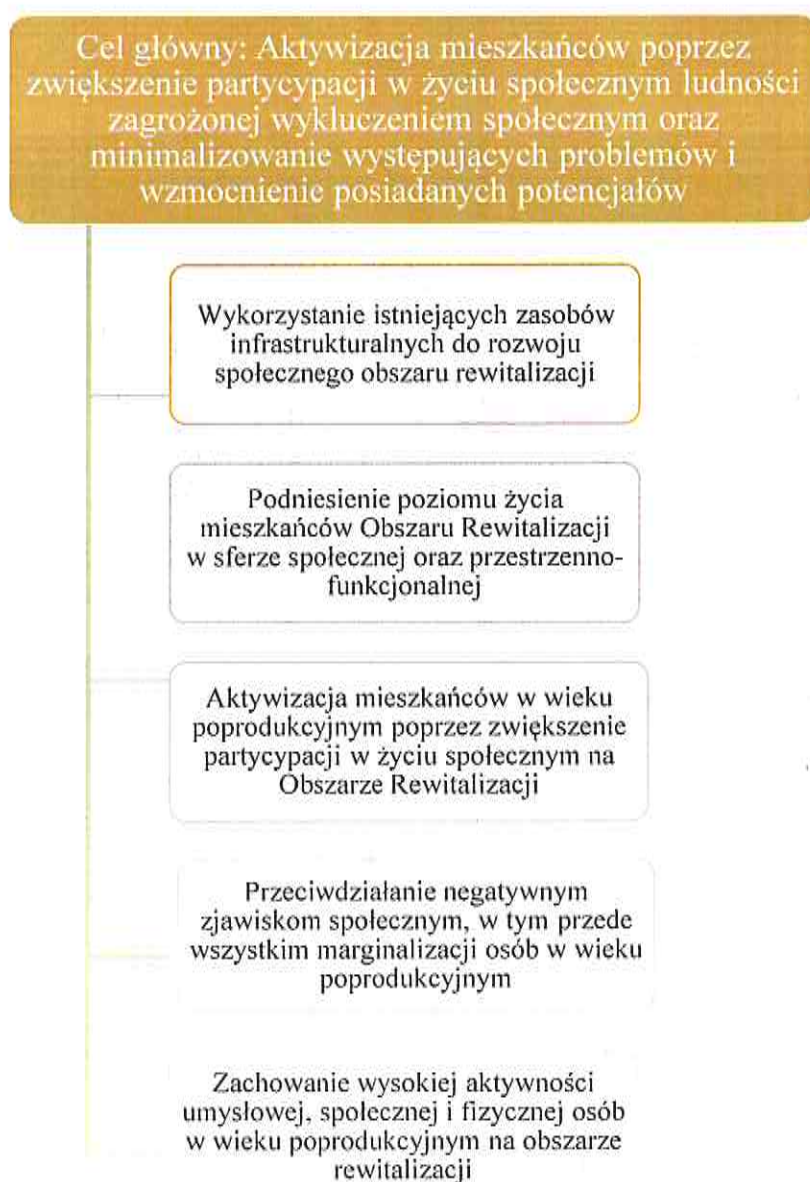 Cel główny: Aktywizacja mieszkańców poprzez
zwiększenie partycypacji w życiu społecznym ludności
zagrożonej wykluczeniem społecznym oraz
minimalizowanie występujących problemów i
wzmocnienie posiadanych potencjałów
Wykorzystanie istniejących zasobów
infrastrukturalnych do rozwoju
społecznego obszaru rewitalizacji
Podniesienie poziomu życia
mieszkańców Obszaru Rewitalizacji
w sferze społecznej oraz przestrzenno-
funkcjonalnej
Aktywizacja mieszkańców w wieku
poprodukcyjnym poprzez zwiększenie
partycypacji w życiu społecznym na
Obszarze Rewitalizacji
Przeciwdziałanie negatywnym
zjawiskom społecznym, w tym przede
wszystkim marginalizacji osób w wieku
poprodukcyjnym
Zachowanie wysokiej aktywności
umysłowej, społecznej i fizycznej osób
w wieku poprodukcyjnym na obszarze
rewitalizacji